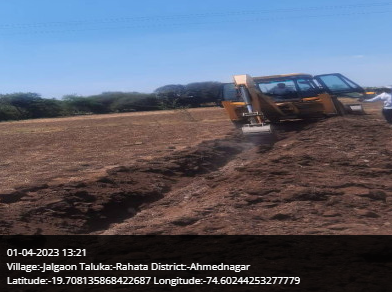 01-04-2023 13:21
Village:-Jalgaon Taluka:-Rahata District:-Ahmednagar
Latitude:-19.708135868422687 Longitude:-74.60244253277779